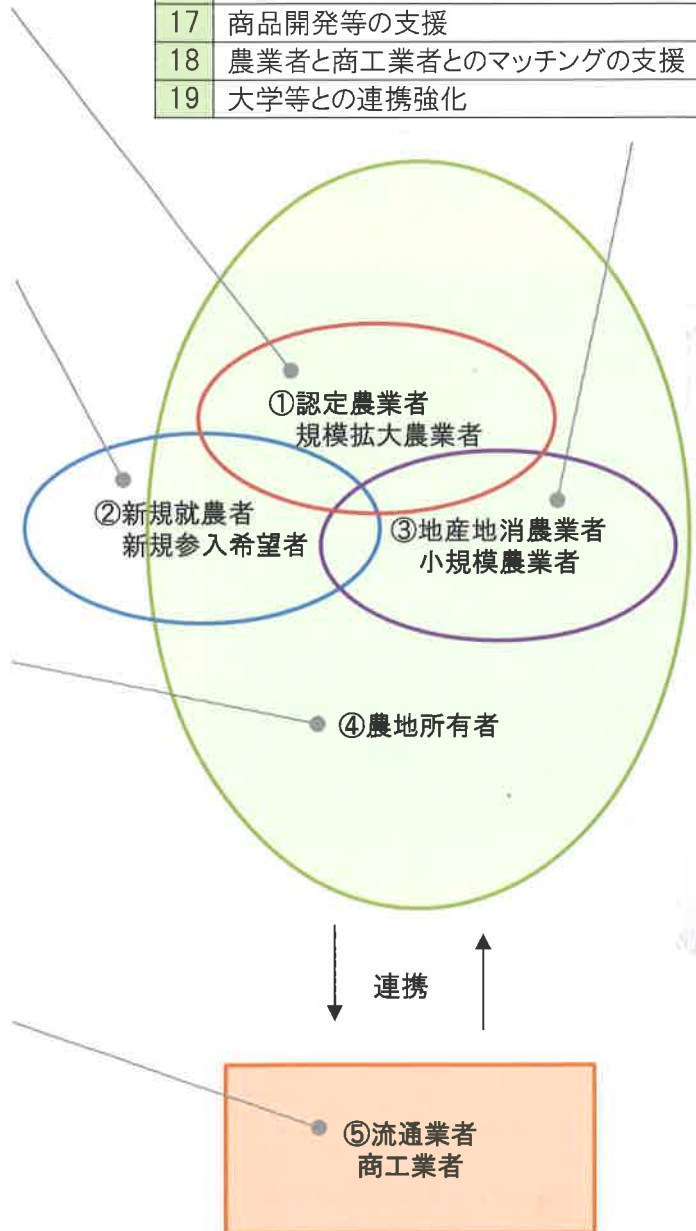 17 商品開発等の支援
18 農業者と商工業者とのマッチングの支援
19 大学等との連携強化
①認定農業者
規模拡大農業者
②新規就農者
新規参入希望者
③地産地消農業者
小規模農業者
④農地所有者
連携
⑤流通業者
商工業者